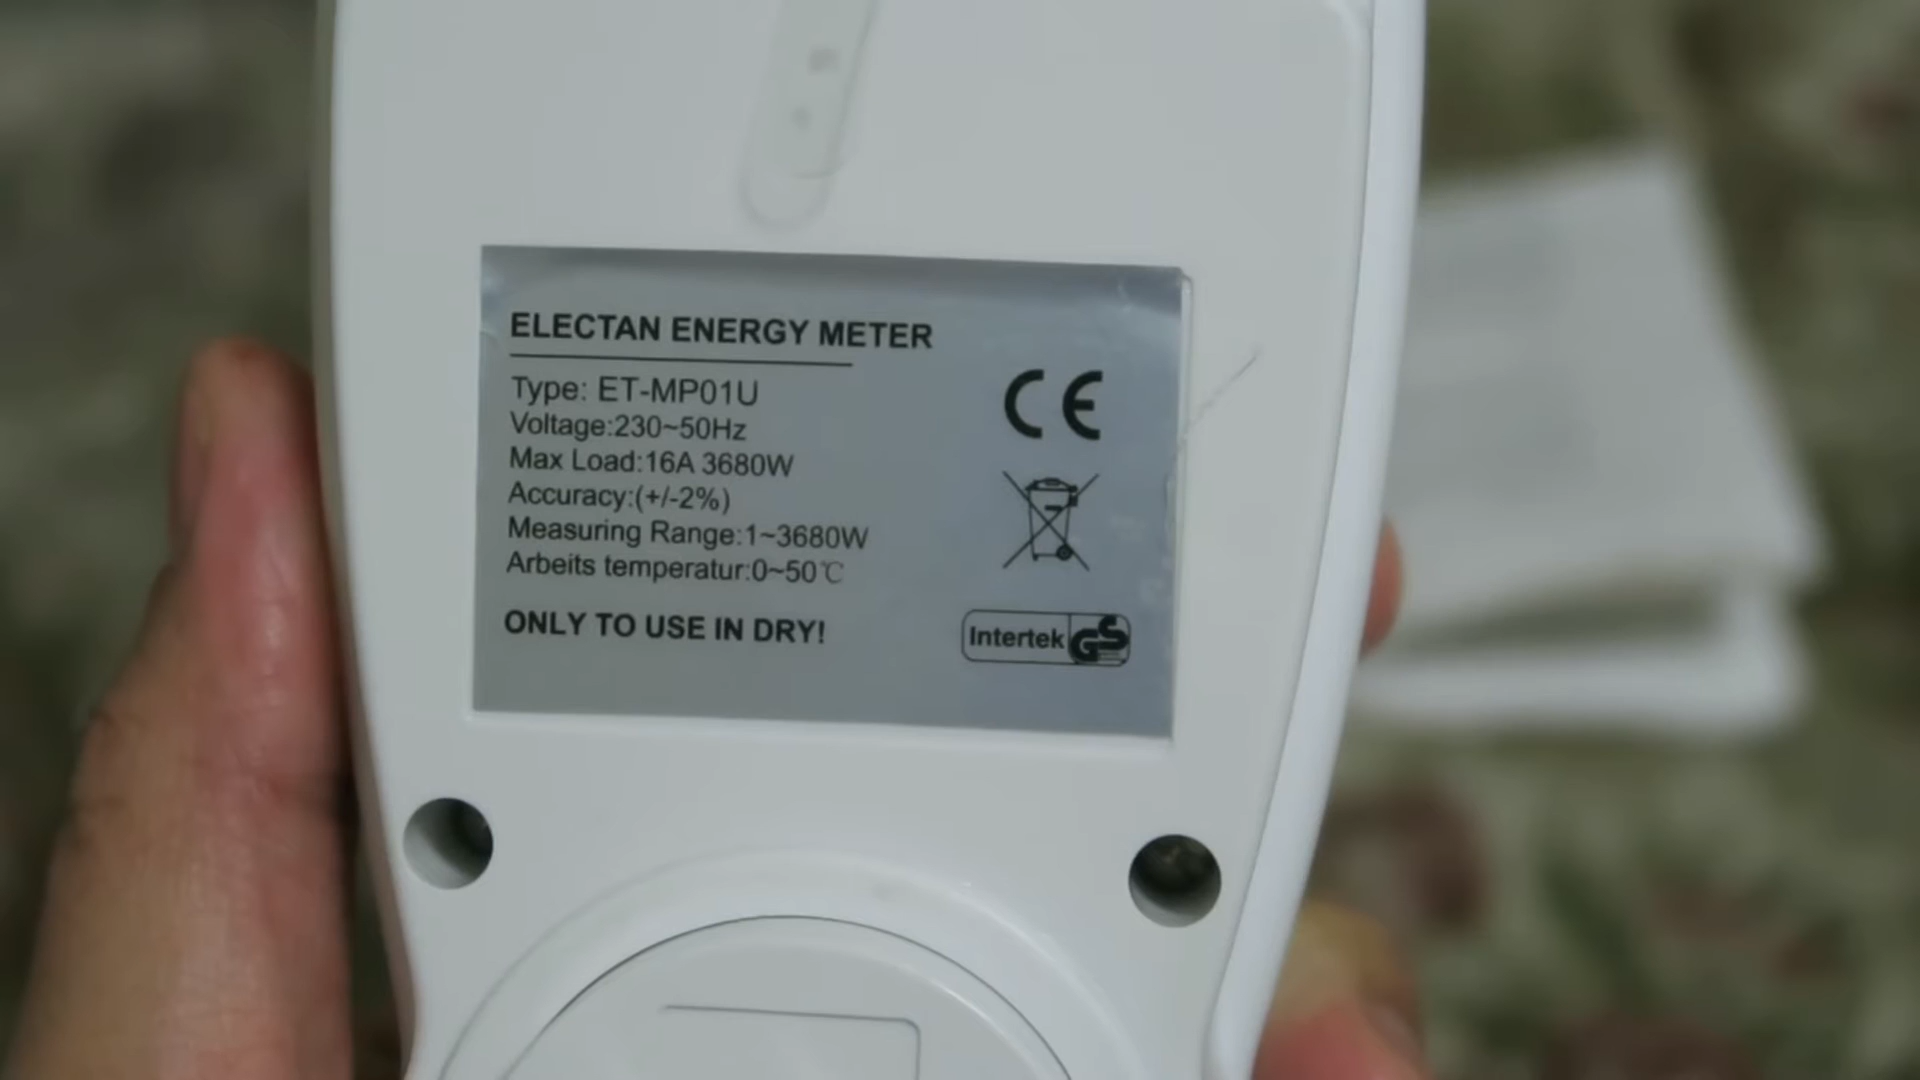 ELECTAN ENERGY METER
Type: ET-MP01U
Voltage:230~50Hz
Max Load:16A 3680W
Accuracy:(+/-2%)
Measuring Range:1~3680W
Arbeits temperatur:0~50℃
ONLY TO USE IN DRY!
CE
Intertek GS